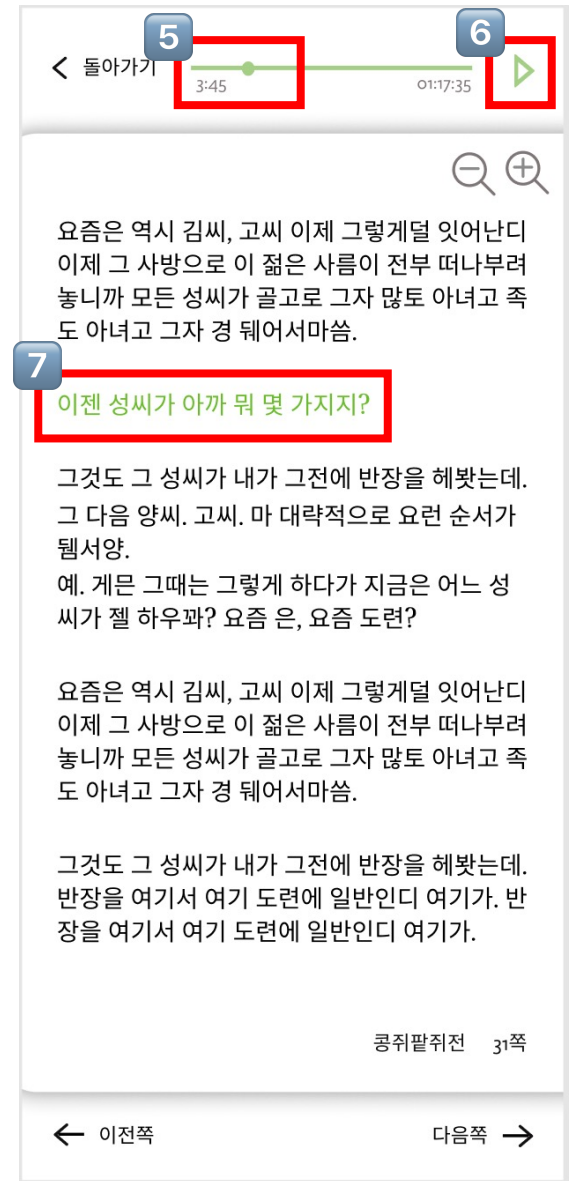 5
6
돌아가기
3:45
01:17:35
요즘은 역시 김씨, 고씨 이제 그렇게덜 잇어난디
이제 그 사방으로 이 젊은 사름이 전부 떠나부려
놓니까 모든 성씨가 골고로 그자 많토 아녀고 족
도 아녀고 그자 경 뒈어서마씀.
7
이젠 성씨가 아까 뭐 몇 가지지?
그것도 그 성씨가 내가 그전에 반장을 헤봣는데.
그 다음 양씨. 고씨. 마 대략적으로 요런 순서가
뒘서양.
예. 게믄 그때는 그렇게 하다가 지금은 어느 성
씨가 젤 하우꽈? 요즘 은, 요즘 도련?
요즘은 역시 김씨, 고씨 이제 그렇게덜 잇어난디
이제 그 사방으로 이 젊은 사름이 전부 떠나부려
놓니까 모든 성씨가 골고로 그자 많토 아녀고 족
도 아녀고 그자 경 뒈어서마씀.
그것도 그 성씨가 내가 그전에 반장을 헤봣는데.
반장을 여기서 여기 도련에 일반인디 여기가. 반
장을 여기서 여기 도련에 일반인디 여기가.
콩쥐팥쥐전 31쪽
이전쪽
다음쪽